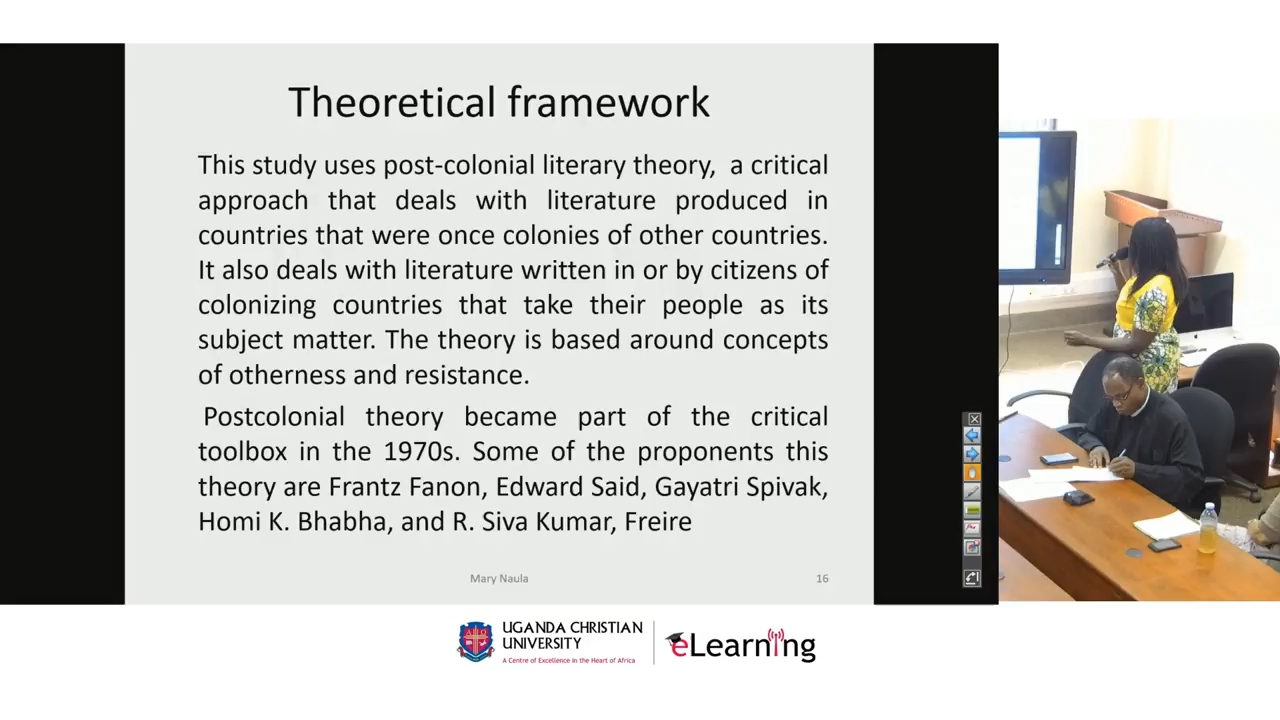 Theoretical framework
This study uses post-colonial literary theory, a critical
approach that deals with literature produced in
countries that were once colonies of other countries.
It also deals with literature written in or by citizens of
colonizing countries that take their people as its
subject matter. The theory is based around concepts
of otherness and resistance.
Postcolonial theory became part of the critical
toolbox in the 1970s. Some of the proponents this
theory are Frantz Fanon, Edward Said, Gayatri Spivak,
Homi K. Bhabha, and R. Siva Kumar, Freire
Mary Naula 16
UGANDA CHRISTIAN
UNIVERSITY
A Centre of Excellence in the Heart of Africa
eLearning